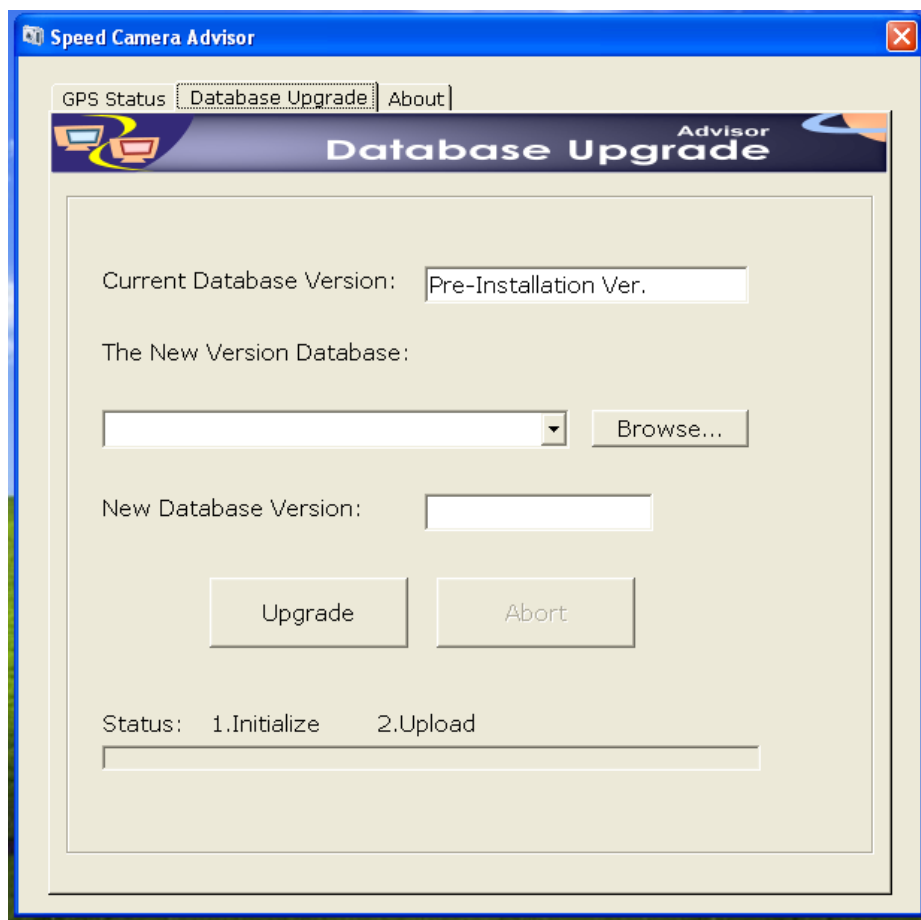 Speed Camera Advisor
GPS Status Database Upgrade About
Advisor
Database Upgrade
Current Database Version: Pre-Installation Ver.
The New Version Database:
Browse...
New Database Version:
Upgrade Abort
Status: 1.Initialize 2.Upload